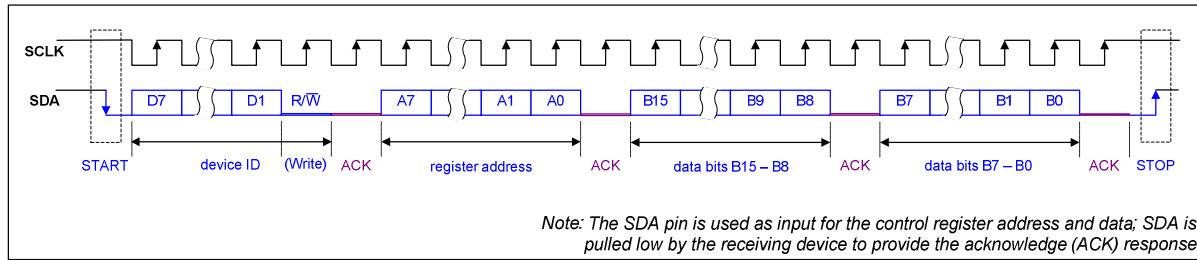 SCLK
SDA D7 D1 R/W̅ A7 A1 A0 B15 B9 B8 B7 B1 B0
START device ID (Write) ACK register address ACK data bits B15 – B8 ACK data bits B7 – B0 ACK STOP
Note: The SDA pin is used as input for the control register address and data; SDA is
pulled low by the receiving device to provide the acknowledge (ACK) response